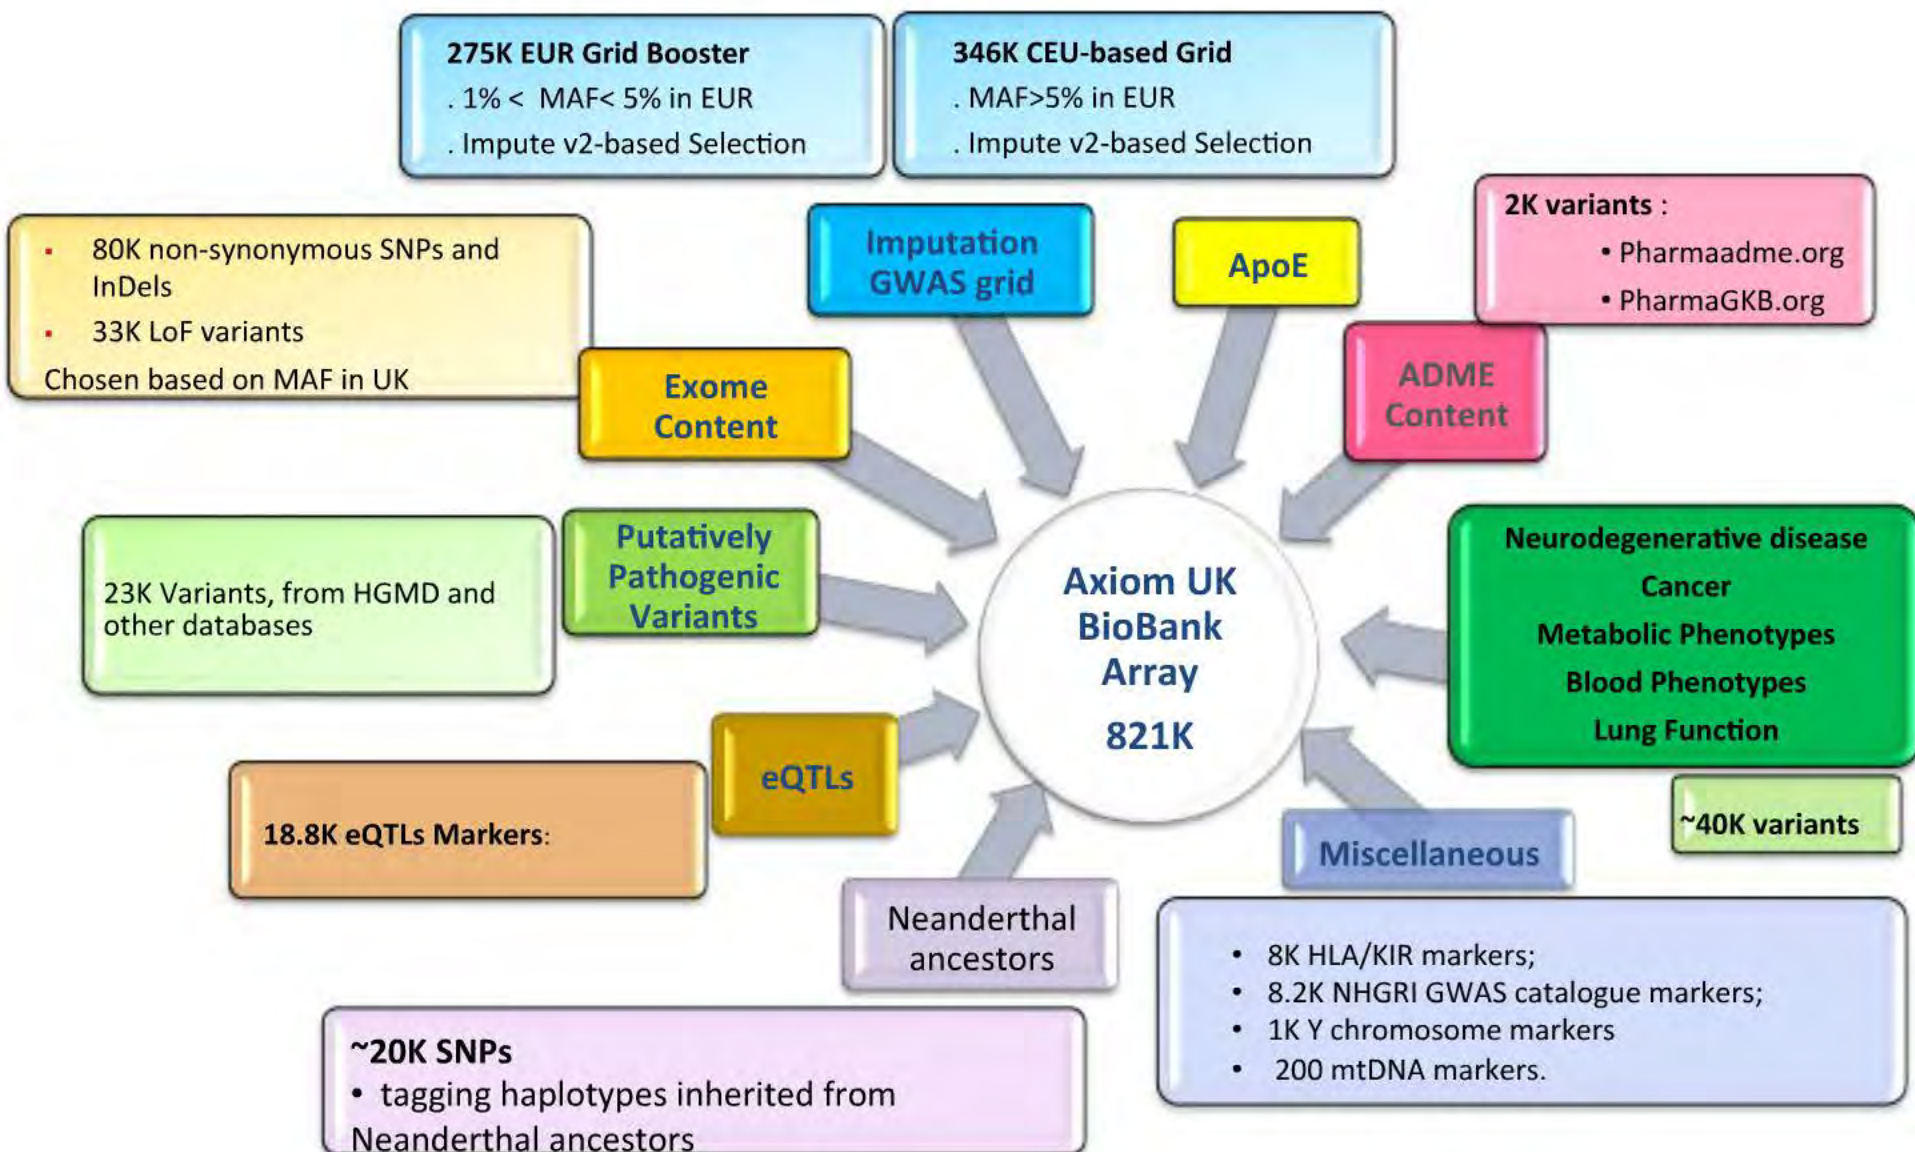 275K EUR Grid Booster
. 1% < MAF< 5% in EUR
. Impute v2-based Selection
346K CEU-based Grid
. MAF>5% in EUR
. Impute v2-based Selection
2K variants :
• Pharmaadme.org
• PharmaGKB.org
▪ 80K non-synonymous SNPs and
InDels
▪ 33K LoF variants
Chosen based on MAF in UK
Imputation
GWAS grid
ApoE
ADME
Content
Exome
Content
Putatively
Pathogenic
Variants
23K Variants, from HGMD and
other databases
Axiom UK
BioBank
Array
821K
Neurodegenerative disease
Cancer
Metabolic Phenotypes
Blood Phenotypes
Lung Function
~40K variants
eQTLs
18.8K eQTLs Markers:
Miscellaneous
Neanderthal
ancestors
• 8K HLA/KIR markers;
• 8.2K NHGRI GWAS catalogue markers;
• 1K Y chromosome markers
• 200 mtDNA markers.
~20K SNPs
• tagging haplotypes inherited from
Neanderthal ancestors